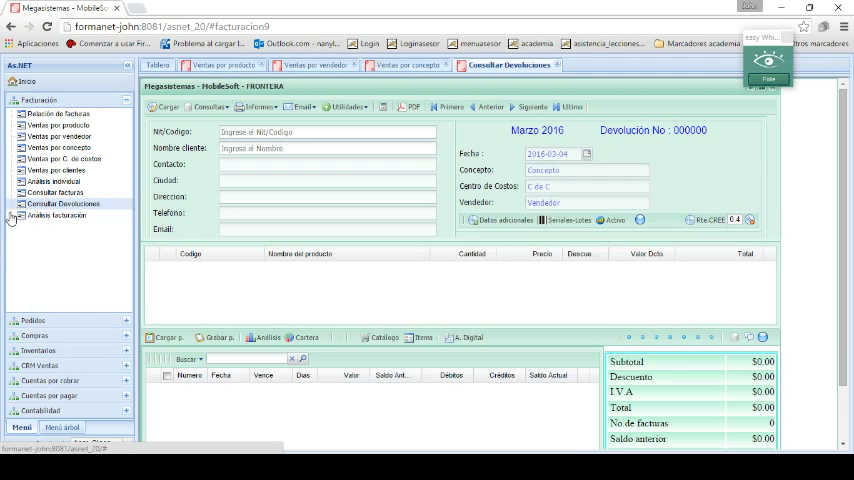 Megasistemas - MobileSoft
John
formanet-john:8081/asnet_20/#facturacion9
Aplicaciones Comenzar a usar Fir... Problema al cargar l... Outlook.com - nanyl... Login Loginasesor menuasesor academia asistencia_lecciones... Marcadores academia Otros marcadores
easy Whi...
Folie
As.NET
Tablero Ventas por producto Ventas por vendedor Ventas por concepto Consultar Devoluciones
Inicio
Megasistemas - MobileSoft - FRONTERA
Facturación
Cargar Consultas Informes Email Utilidades PDF Primero Anterior Siguiente Ultimo
Relación de facturas
Ventas por producto
Ventas por vendedor
Ventas por concepto
Ventas por C. de costos
Ventas por clientes
Análisis individual
Consultar facturas
Consultar Devoluciones
Análisis facturación
Nit/Codigo: Ingrese el Nit/Codigo
Nombre cliente: Ingrese el Nombre
Contacto:
Ciudad:
Direccion:
Telefono:
Email:
Marzo 2016 Devolución No : 000000
Fecha : 2016-03-04
Concepto: Concepto
Centro de Costos: C de C
Vendedor: Vendedor
Datos adicionales Seriales-Lotes Activo Rte.CREE 0.4
Codigo Nombre del producto Cantidad Precio Descue... Valor Dcto. Total
Pedidos
Compras
Inventarios
CRM Ventas
Cuentas por cobrar
Cuentas por pagar
Contabilidad
Menú Menú árbol
Cargar p. Grabar p. Análisis Cartera Catálogo Items A. Digital
Buscar
Numero Fecha Vence Dias Valor Saldo Ant... Débitos Créditos Saldo Actual
Subtotal $0.00
Descuento $0.00
I.V.A $0.00
Total $0.00
No.de facturas 0
Saldo anterior $0.00
formanet-john:8081/asnet_20/#